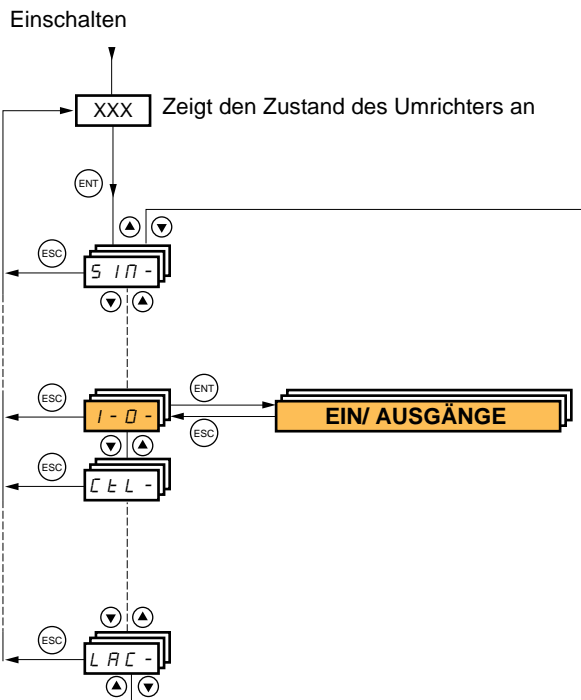 Einschalten
XXX Zeigt den Zustand des Umrichters an
ENT
ESC
SIM-
ESC
I-O-
ENT
ESC
EIN/ AUSGÄNGE
ESC
CtL-
ESC
LAC-